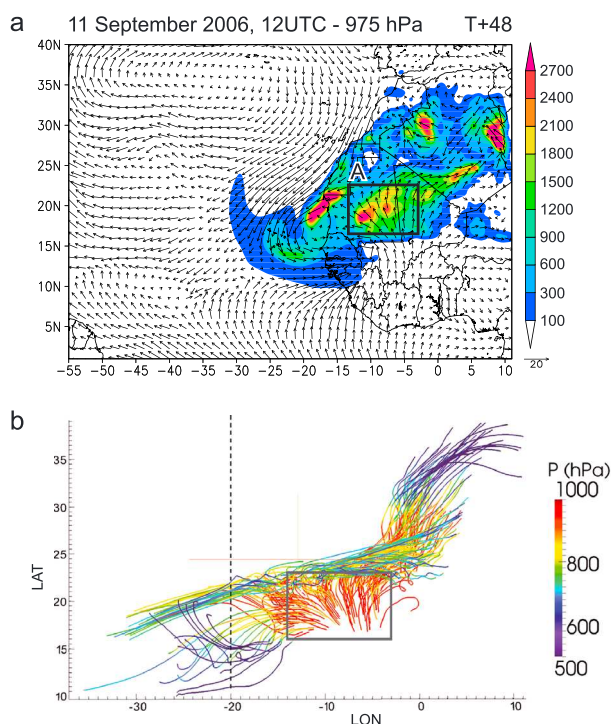 a 11 September 2006, 12UTC - 975 hPa T+48
40N
35N
30N
25N
20N
15N
10N
5N
−55 −50 −45 −40 −35 −30 −25 −20 −15 −10 −5 0 5 10
A
2700
2400
2100
1800
1500
1200
900
600
300
100
20
b
35
30
25
20
15
10
LAT
-30 -20 -10 0 10
LON
P (hPa)
1000
800
600
500